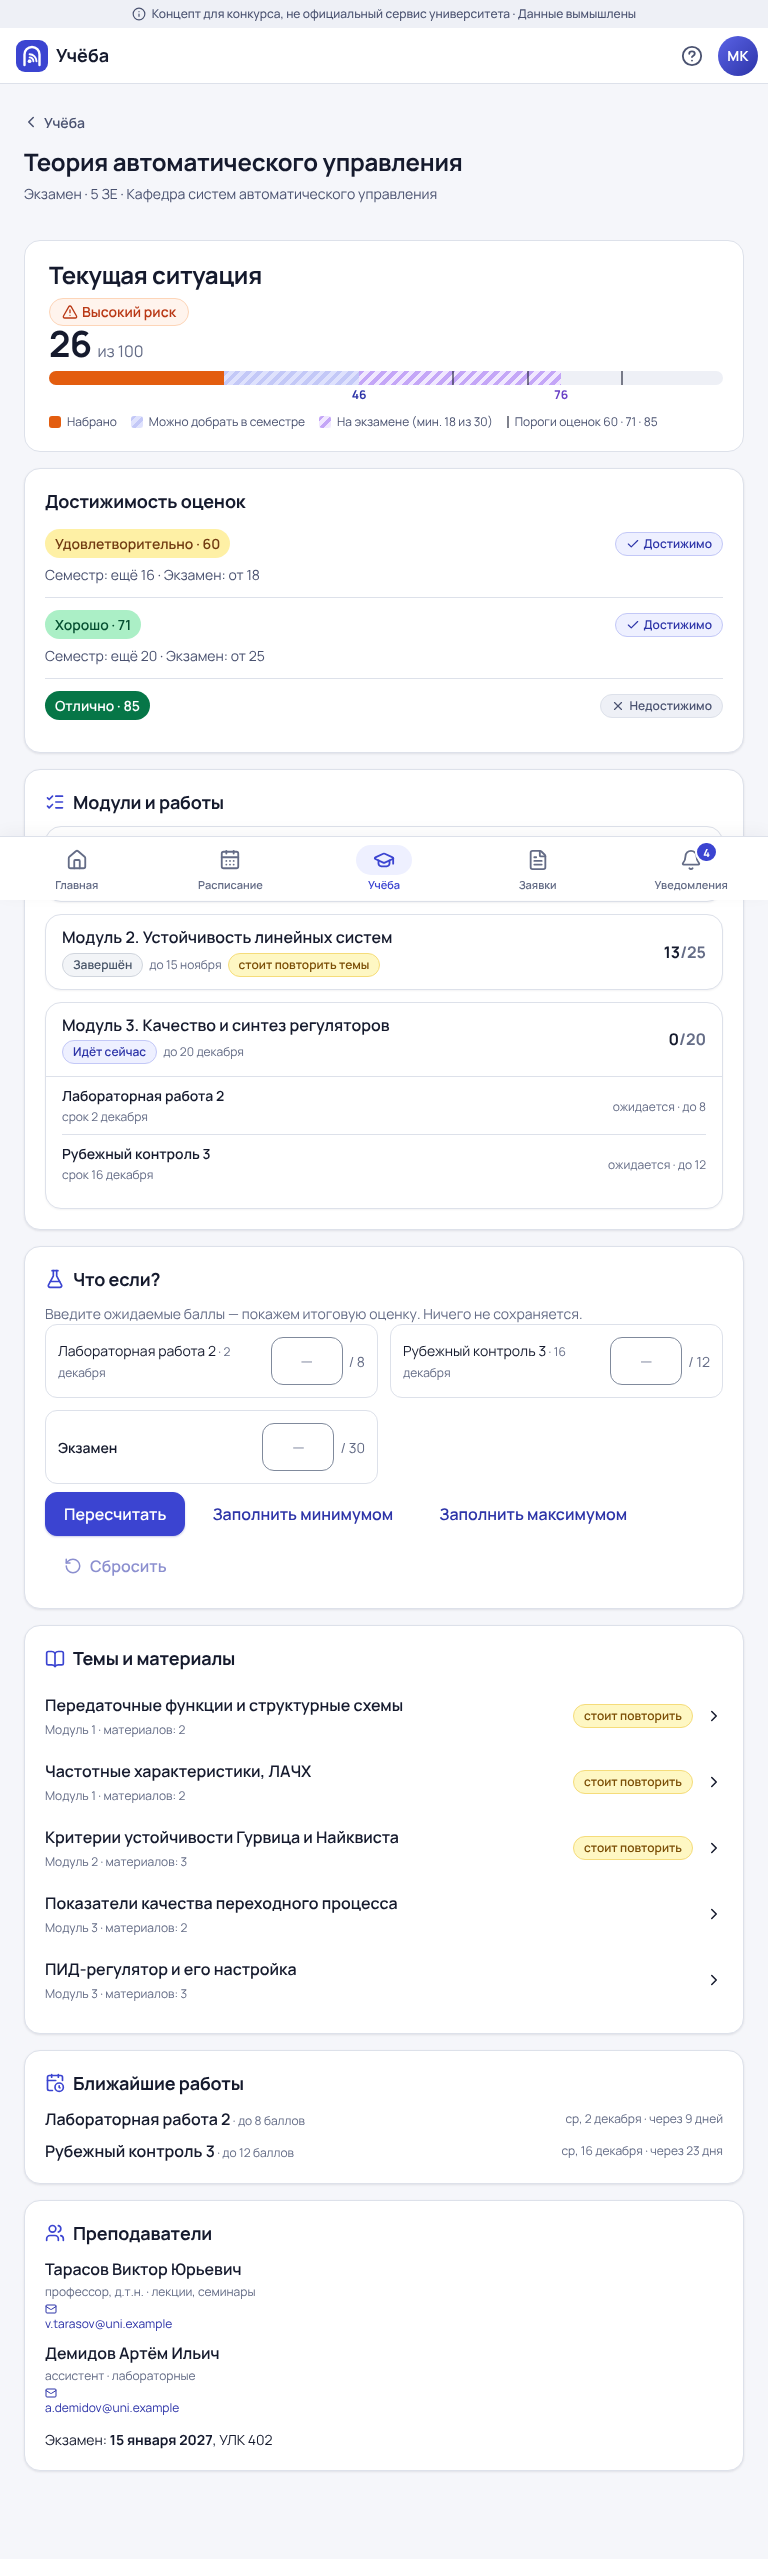 Концепт для конкурса, не официальный сервис университета · Данные вымышлены
Учёба
МК
Учёба
Теория автоматического управления
Экзамен · 5 ЗЕ · Кафедра систем автоматического управления
Текущая ситуация
Высокий риск
26 из 100
46
76
Набрано
Можно добрать в семестре
На экзамене (мин. 18 из 30)
Пороги оценок 60 · 71 · 85
Достижимость оценок
Удовлетворительно · 60
Достижимо
Семестр: ещё 16 · Экзамен: от 18
Хорошо · 71
Достижимо
Семестр: ещё 20 · Экзамен: от 25
Отлично · 85
Недостижимо
Модули и работы
Главная
Расписание
Учёба
Заявки
4
Уведомления
Модуль 2. Устойчивость линейных систем
Завершён
до 15 ноября
стоит повторить темы
13/25
Модуль 3. Качество и синтез регуляторов
Идёт сейчас
до 20 декабря
0/20
Лабораторная работа 2
срок 2 декабря
ожидается · до 8
Рубежный контроль 3
срок 16 декабря
ожидается · до 12
Что если?
Введите ожидаемые баллы — покажем итоговую оценку. Ничего не сохраняется.
Лабораторная работа 2 · 2
декабря
— / 8
Рубежный контроль 3 · 16
декабря
— / 12
Экзамен
— / 30
Пересчитать
Заполнить минимумом
Заполнить максимумом
Сбросить
Темы и материалы
Передаточные функции и структурные схемы
Модуль 1 · материалов: 2
стоит повторить
Частотные характеристики, ЛАЧХ
Модуль 1 · материалов: 2
стоит повторить
Критерии устойчивости Гурвица и Найквиста
Модуль 2 · материалов: 3
стоит повторить
Показатели качества переходного процесса
Модуль 3 · материалов: 2
ПИД-регулятор и его настройка
Модуль 3 · материалов: 3
Ближайшие работы
Лабораторная работа 2 · до 8 баллов
ср, 2 декабря · через 9 дней
Рубежный контроль 3 · до 12 баллов
ср, 16 декабря · через 23 дня
Преподаватели
Тарасов Виктор Юрьевич
профессор, д.т.н. · лекции, семинары
v.tarasov@uni.example
Демидов Артём Ильич
ассистент · лабораторные
a.demidov@uni.example
Экзамен: 15 января 2027, УЛК 402